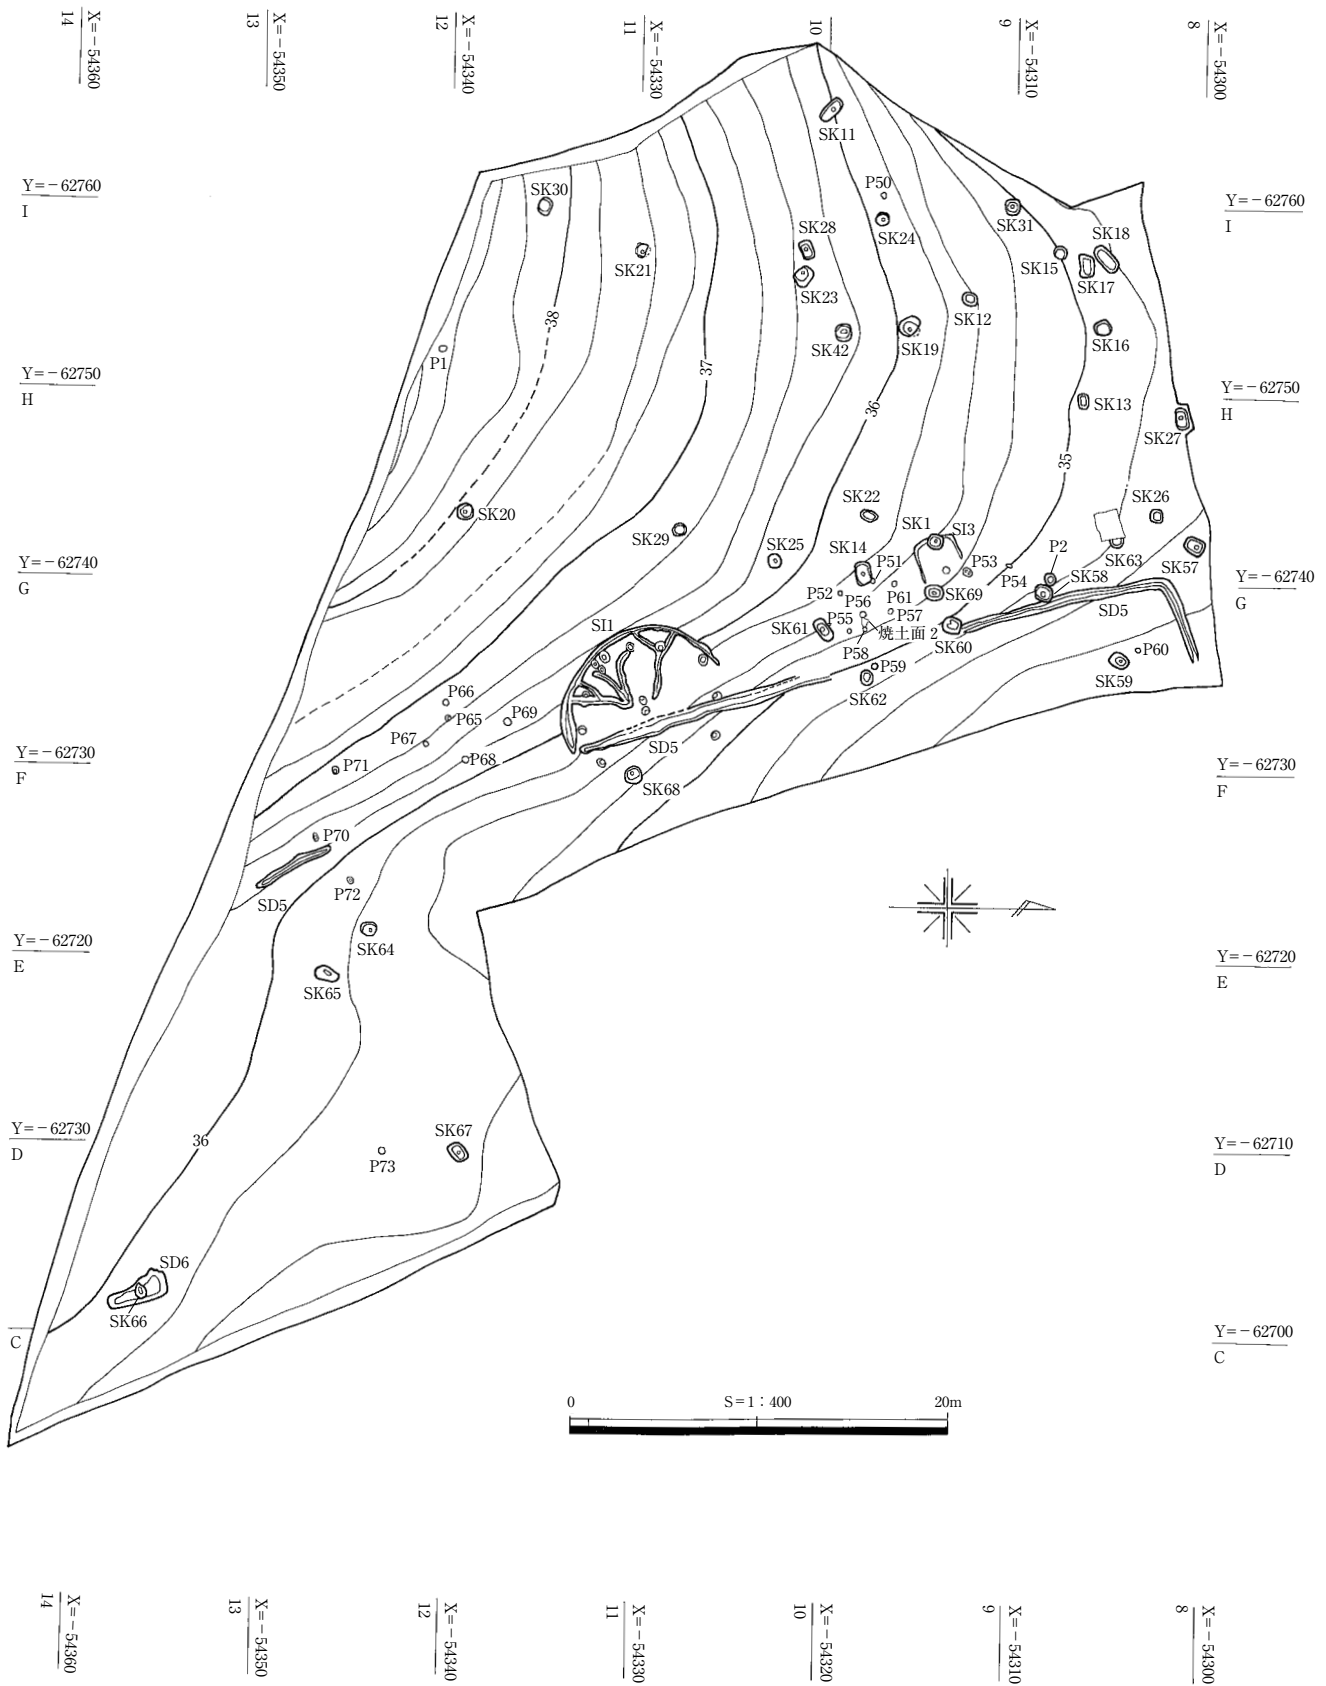 X=-54360
14
X=-54350
13
X=-54340
12
X=-54330
11
10
X=-54310
9
X=-54300
8
SK11
Y=-62760
I
SK30
P50
Y=-62760
I
SK31
SK28
SK24
SK18
SK21
SK15
SK17
SK23
SK12
38
SK42
SK19
SK16
P1
37
Y=-62750
H
Y=-62750
H
SK13
36
SK27
35
SK22
SK26
SK20
SK1
SI3
SK29
SK14
SK25
P51
P53
P2
SK63
SK57
Y=-62740
G
P54
SK58
Y=-62740
G
P52
P61
SK69
P56
P57
SD5
SI1
SK61
P55
焼土面2
SK60
P58
P60
P59
SK59
SK62
P66
P65
P69
P67
SD5
Y=-62730
F
P71
P68
Y=-62730
F
SK68
P70
SD5
P72
Y=-62720
E
SK64
Y=-62720
E
SK65
Y=-62730
D
36
SK67
Y=-62710
D
P73
SD6
SK66
C
Y=-62700
C
0
S=1：400
20m
X=-54360
14
X=-54350
13
X=-54340
12
X=-54330
11
X=-54320
10
X=-54310
9
X=-54300
8